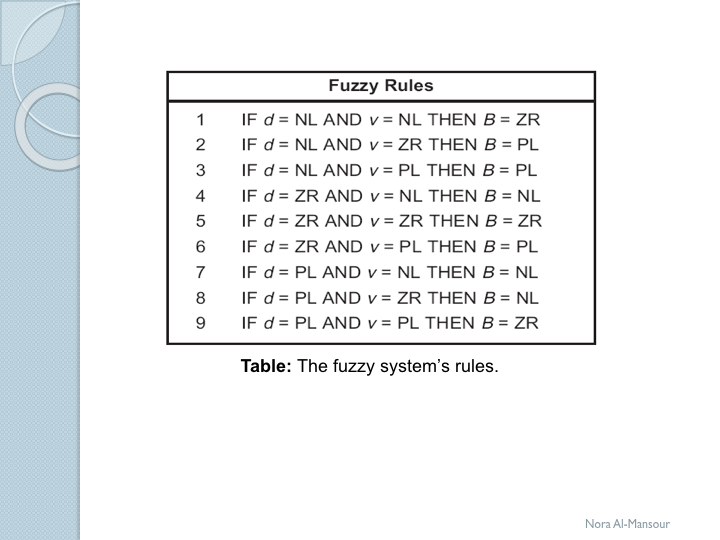 Fuzzy Rules
1 IF d = NL AND v = NL THEN B = ZR
2 IF d = NL AND v = ZR THEN B = PL
3 IF d = NL AND v = PL THEN B = PL
4 IF d = ZR AND v = NL THEN B = NL
5 IF d = ZR AND v = ZR THEN B = ZR
6 IF d = ZR AND v = PL THEN B = PL
7 IF d = PL AND v = NL THEN B = NL
8 IF d = PL AND v = ZR THEN B = NL
9 IF d = PL AND v = PL THEN B = ZR
Table: The fuzzy system's rules.
Nora Al-Mansour